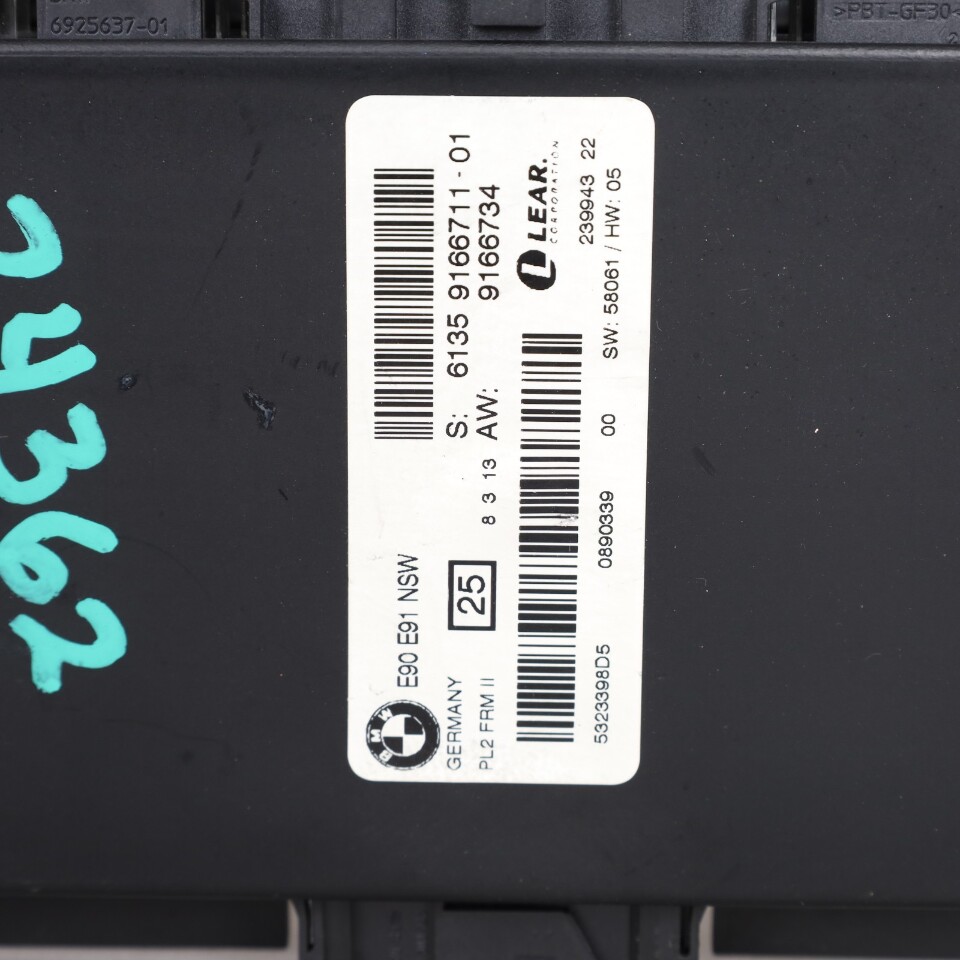 6925637-01
>PBT-GF30<
24362
BMW
E90 E91 NSW
S: 6135 9166711-01
AW: 9166734
GERMANY
25
PL2 FRM II
8 3 13
LEAR.
CORPORATION
239943 22
5323398D5 0890339 00 SW: 58061 / HW: 05